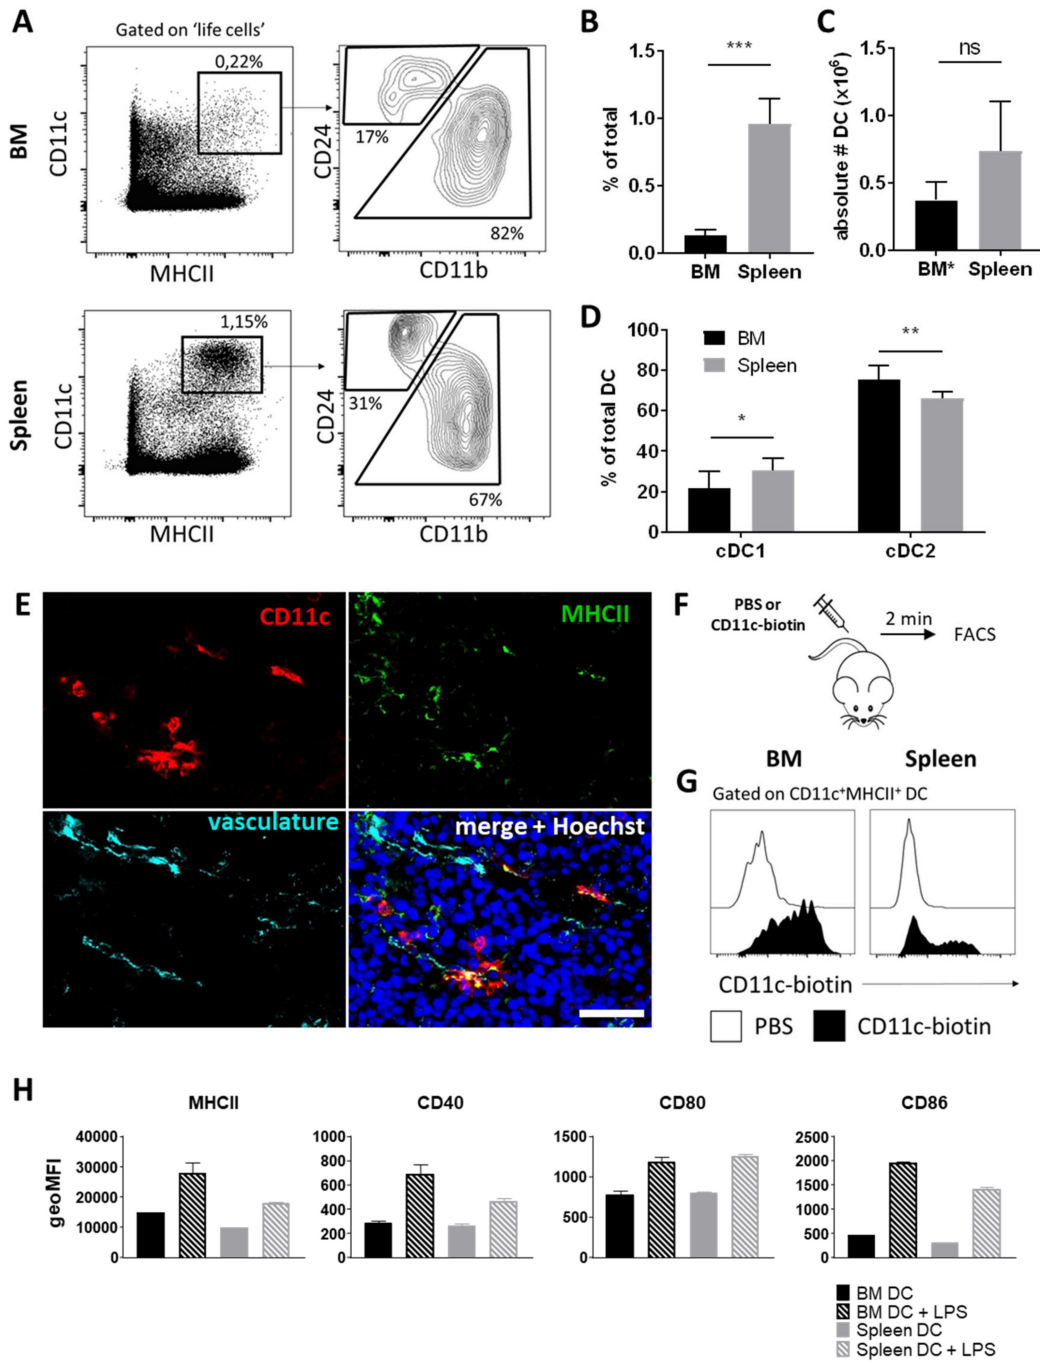 A
Gated on 'life cells'
BM
CD11c
0,22%
MHCII
CD24
17%
82%
CD11b
Spleen
CD11c
1,15%
MHCII
CD24
31%
67%
CD11b
B
% of total
1.5
1.0
0.5
0.0
***
BM Spleen
C
absolute # DC (x10⁶)
1.5
1.0
0.5
0.0
ns
BM* Spleen
D
% of total DC
100
80
60
40
20
0
BM
Spleen
*
**
cDC1 cDC2
E
CD11c
MHCII
vasculature
merge + Hoechst
F
PBS or
CD11c-biotin
2 min
FACS
G
BM Spleen
Gated on CD11c⁺MHCII⁺ DC
CD11c-biotin
PBS CD11c-biotin
H
geoMFI
MHCII
40000
30000
20000
10000
0
CD40
1000
800
600
400
200
0
CD80
1500
1000
500
0
CD86
2500
2000
1500
1000
500
0
BM DC
BM DC + LPS
Spleen DC
Spleen DC + LPS